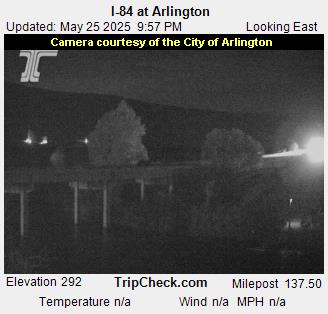 I-84 at Arlington
Updated: May 25 2025 9:57 PM Looking East
Camera courtesy of the City of Arlington
Elevation 292 TripCheck.com Milepost 137.50
Temperature n/a Wind n/a MPH n/a